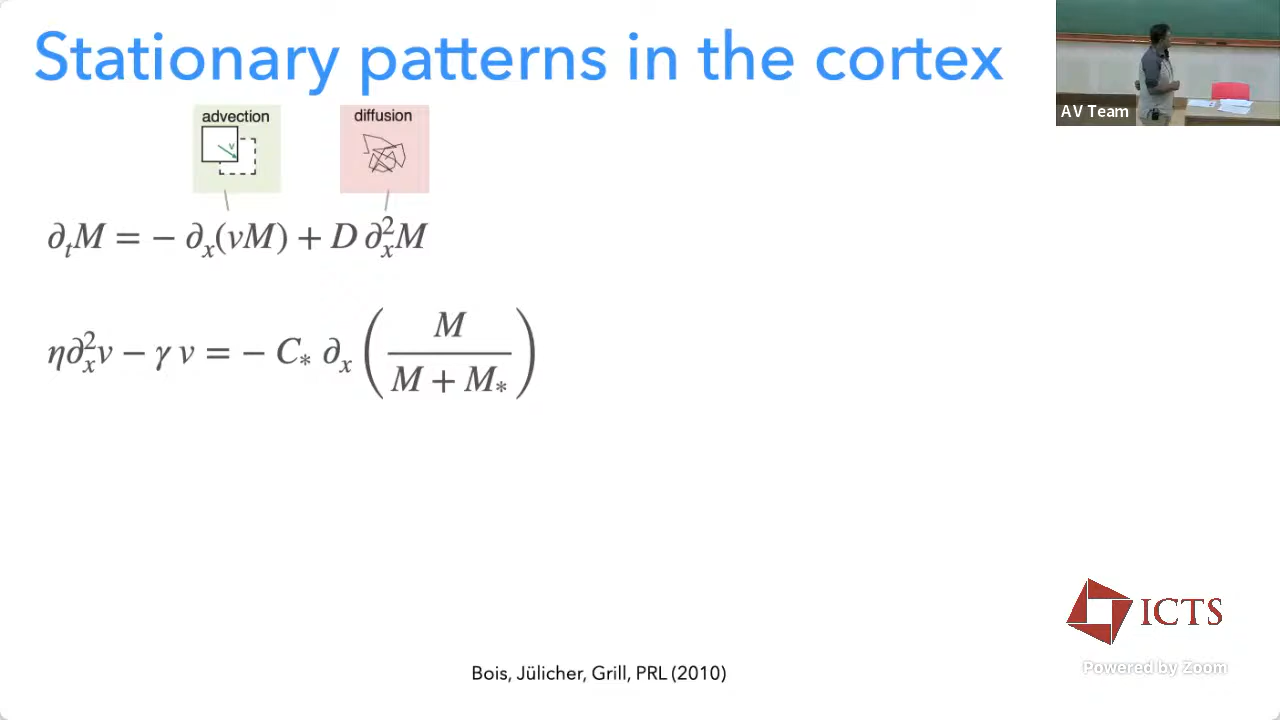 Stationary patterns in the cortex
AV Team
advection
v
diffusion
∂ₜM = − ∂ₓ(vM) + D ∂ₓ²M
η∂ₓ²v − γ v = − C* ∂ₓ ( M / (M + M*) )
ICTS
Powered by Zoom
Bois, Jülicher, Grill, PRL (2010)